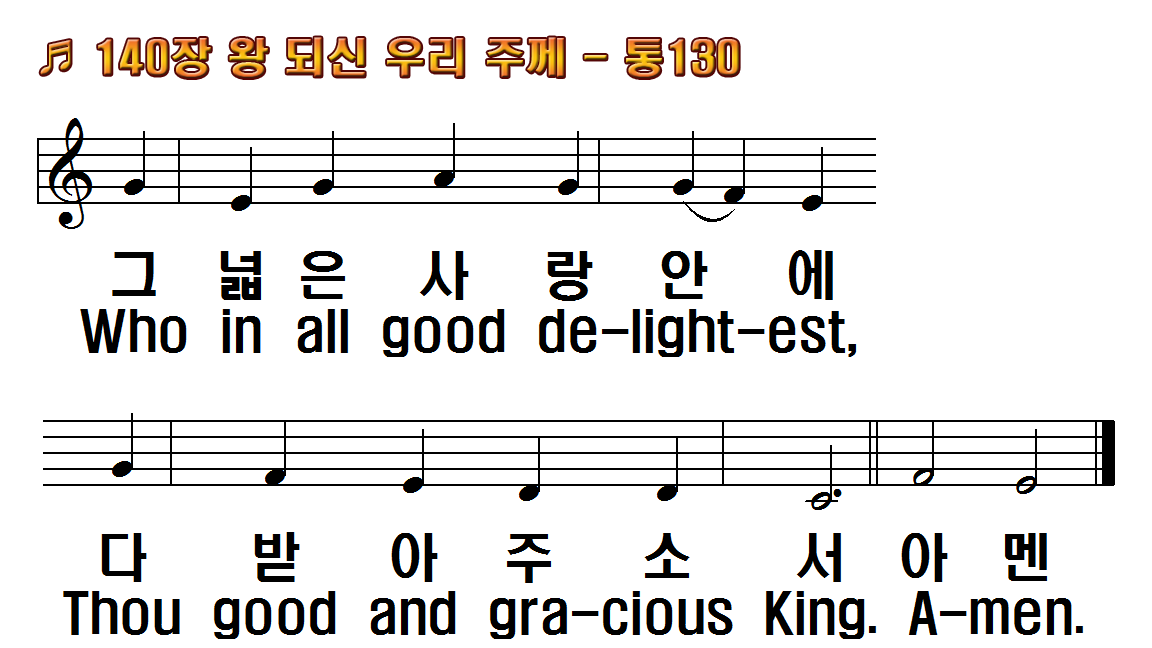 ♬ 140장 왕 되신 우리 주께 - 통130
그 넓은 사랑 안에
Who in all good de-light-est,
다 받아 주소서 아멘
Thou good and gra-cious King. A-men.